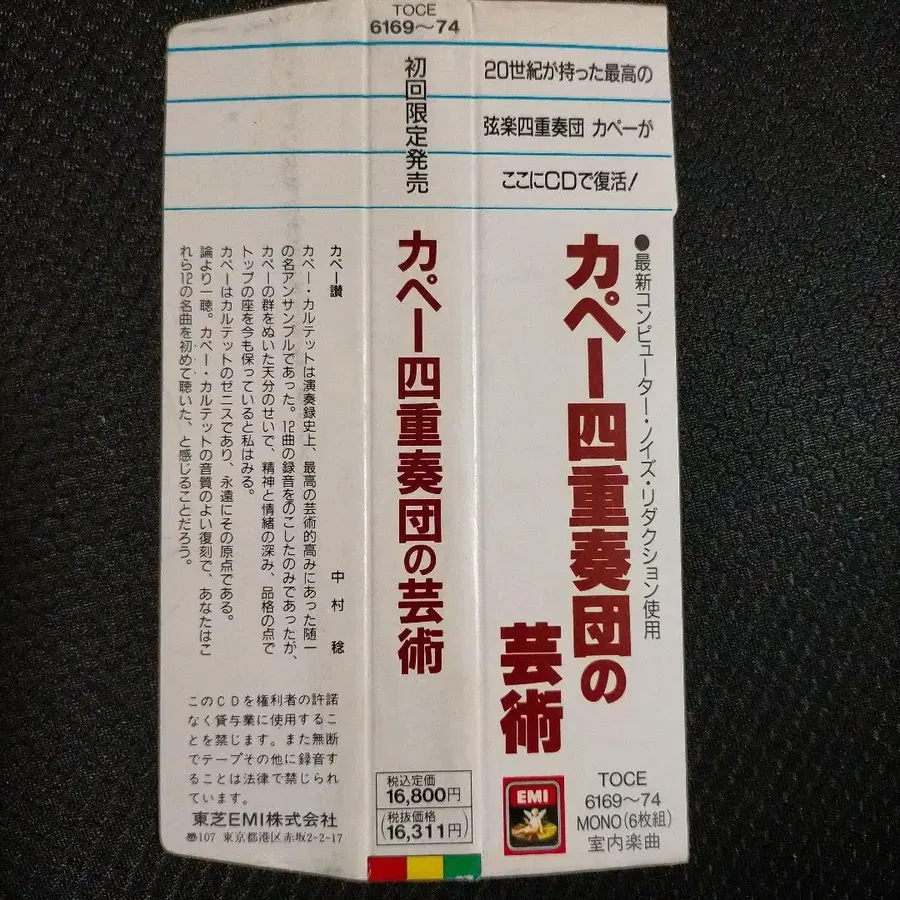 20世紀が持った最高の
弦楽四重奏団 カペーが
ここにCDで復活!
●最新コンピューター・ノイズ・リダクション使用
カペー四重奏団の
芸術
EMI
TOCE
6169〜74
MONO(6枚組)
室内楽曲
TOCE
6169〜74
初回限定発売
カペー四重奏団の芸術
税込定価
16,800円
(税抜価格)
16,311円
カペー讃
中村 稔
カペー・カルテットは演奏録史上、最高の芸術的高みにあった随一
の名アンサンブルであった。12曲の録音をのこしたのみであったが、
カペーの群をぬいた天分のせいで、精神と情緒の深み、品格の点で
トップの座を今も保っていると私はみる。
カペーはカルテットのゼニスであり、永遠にその原点である。
論より一聴。カペー・カルテットの音質のよい復刻で、あなたはこ
れら12の名曲を初めて聴いた、と感じることだろう。
このCDを権利者の許諾
なく貸与業に使用するこ
とを禁じます。また無断
でテープその他に録音す
ることは法律で禁じられ
ています。
東芝EMI株式会社
〒107 東京都港区赤坂2-2-17